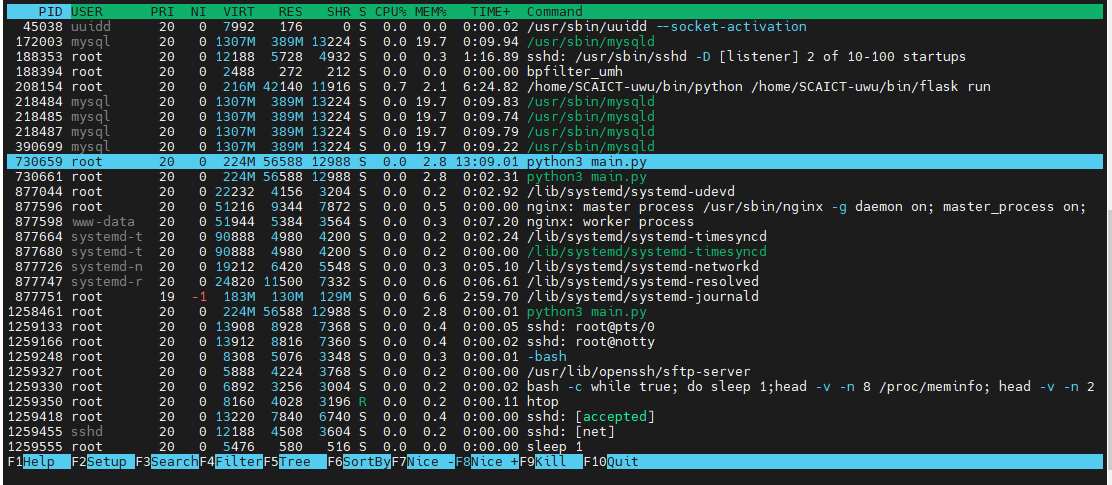 PID USER PRI NI VIRT RES SHR S CPU% MEM% TIME+ Command
45038 uuidd 20 0 7992 176 0 S 0.0 0.0 0:00.02 /usr/sbin/uuidd --socket-activation
172003 mysql 20 0 1307M 389M 13224 S 0.0 19.7 0:09.94 /usr/sbin/mysqld
188353 root 20 0 12188 5728 4932 S 0.0 0.3 1:16.89 sshd: /usr/sbin/sshd -D [listener] 2 of 10-100 startups
188394 root 20 0 2488 272 212 S 0.0 0.0 0:00.00 bpfilter_umh
208154 root 20 0 216M 42140 11916 S 0.7 2.1 6:24.82 /home/SCAICT-uwu/bin/python /home/SCAICT-uwu/bin/flask run
218484 mysql 20 0 1307M 389M 13224 S 0.0 19.7 0:09.83 /usr/sbin/mysqld
218485 mysql 20 0 1307M 389M 13224 S 0.0 19.7 0:09.74 /usr/sbin/mysqld
218487 mysql 20 0 1307M 389M 13224 S 0.0 19.7 0:09.79 /usr/sbin/mysqld
390699 mysql 20 0 1307M 389M 13224 S 0.0 19.7 0:09.22 /usr/sbin/mysqld
730659 root 20 0 224M 56588 12988 S 0.0 2.8 13:09.01 python3 main.py
730661 root 20 0 224M 56588 12988 S 0.0 2.8 0:02.31 python3 main.py
877044 root 20 0 22232 4156 3204 S 0.0 0.2 0:02.92 /lib/systemd/systemd-udevd
877596 root 20 0 51216 9344 7872 S 0.0 0.5 0:00.00 nginx: master process /usr/sbin/nginx -g daemon on; master_process on;
877598 www-data 20 0 51944 5384 3564 S 0.0 0.3 0:07.20 nginx: worker process
877664 systemd-t 20 0 90888 4980 4200 S 0.0 0.2 0:02.24 /lib/systemd/systemd-timesyncd
877680 systemd-t 20 0 90888 4980 4200 S 0.0 0.2 0:00.00 /lib/systemd/systemd-timesyncd
877726 systemd-n 20 0 19212 6420 5548 S 0.0 0.3 0:05.10 /lib/systemd/systemd-networkd
877747 systemd-r 20 0 24820 11500 7332 S 0.0 0.6 0:06.61 /lib/systemd/systemd-resolved
877751 root 19 -1 183M 130M 129M S 0.0 6.6 2:59.70 /lib/systemd/systemd-journald
1258461 root 20 0 224M 56588 12988 S 0.0 2.8 0:00.01 python3 main.py
1259133 root 20 0 13908 8928 7368 S 0.0 0.4 0:00.05 sshd: root@pts/0
1259166 root 20 0 13912 8816 7360 S 0.0 0.4 0:00.02 sshd: root@notty
1259248 root 20 0 8308 5076 3348 S 0.0 0.3 0:00.01 -bash
1259327 root 20 0 5888 4224 3768 S 0.0 0.2 0:00.00 /usr/lib/openssh/sftp-server
1259330 root 20 0 6892 3256 3004 S 0.0 0.2 0:00.02 bash -c while true; do sleep 1;head -v -n 8 /proc/meminfo; head -v -n 2
1259350 root 20 0 8160 4028 3196 R 0.0 0.2 0:00.11 htop
1259418 root 20 0 13220 7840 6740 S 0.0 0.4 0:00.00 sshd: [accepted]
1259455 sshd 20 0 12188 4508 3604 S 0.0 0.2 0:00.00 sshd: [net]
1259555 root 20 0 5476 580 516 S 0.0 0.0 0:00.00 sleep 1
F1Help F2Setup F3SearchF4FilterF5Tree F6SortByF7Nice -F8Nice +F9Kill F10Quit